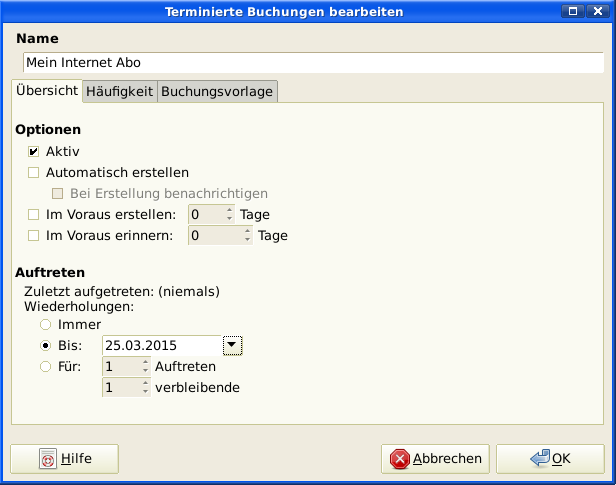 Terminierte Buchungen bearbeiten
Name
Mein Internet Abo
Übersicht Häufigkeit Buchungsvorlage
Optionen
Aktiv
Automatisch erstellen
Bei Erstellung benachrichtigen
Im Voraus erstellen: 0 Tage
Im Voraus erinnern: 0 Tage
Auftreten
Zuletzt aufgetreten: (niemals)
Wiederholungen:
Immer
Bis: 25.03.2015
Für: 1 Auftreten
1 verbleibende
Hilfe Abbrechen OK